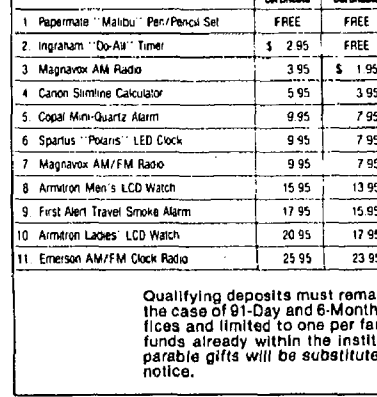 1 Papermate "Malibu" Pen/Pencil Set FREE FREE
2. Ingraham "Do-All" Timer $ 2.95 FREE
3 Magnavox AM Radio 3 95 $ 1 95
4 Canon Slimline Calculator 5 95 3 95
5. Copal Mini-Quartz Alarm 9.95 7 95
6 Spartus "Polaris" LED Clock 9 95 7 95
7 Magnavox AM/FM Radio 9 95 7 95
8 Armitron Men's LCD Watch 15 95 13 95
9. First Alert Travel Smoke Alarm 17 95 15.95
10 Armitron Ladies' LCD Watch 20 95 17 95
11. Emerson AM/FM Clock Radio 25 95 23 95
Qualifying deposits must rema
the case of 91-Day and 6-Month
fices and limited to one per fam
funds already within the instit
parable gifts will be substitute
notice.